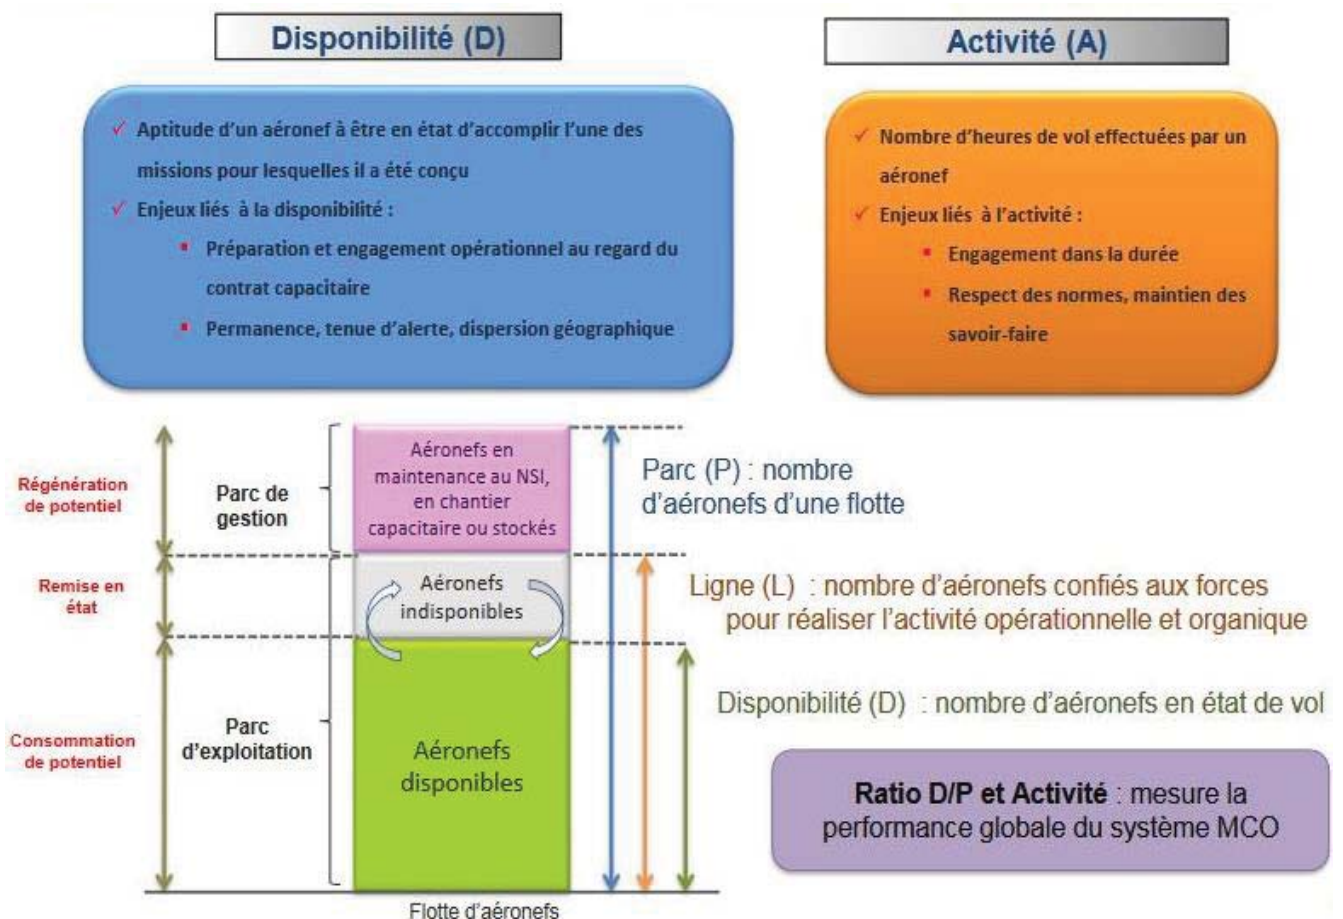 Disponibilité (D)
Aptitude d'un aéronef à être en état d'accomplir l'une des
missions pour lesquelles il a été conçu
Enjeux liés à la disponibilité :
Préparation et engagement opérationnel au regard du
contrat capacitaire
Permanence, tenue d'alerte, dispersion géographique
Activité (A)
Nombre d'heures de vol effectuées par un
aéronef
Enjeux liés à l'activité :
Engagement dans la durée
Respect des normes, maintien des
savoir-faire
Régénération
de potentiel
Remise en
état
Consommation
de potentiel
Parc de
gestion
Parc
d'exploitation
Aéronefs en
maintenance au NSI,
en chantier
capacitaire ou stockés
Aéronefs
indisponibles
Aéronefs
disponibles
Flotte d'aéronefs
Parc (P) : nombre
d'aéronefs d'une flotte
Ligne (L) : nombre d'aéronefs confiés aux forces
pour réaliser l'activité opérationnelle et organique
Disponibilité (D) : nombre d'aéronefs en état de vol
Ratio D/P et Activité : mesure la
performance globale du système MCO